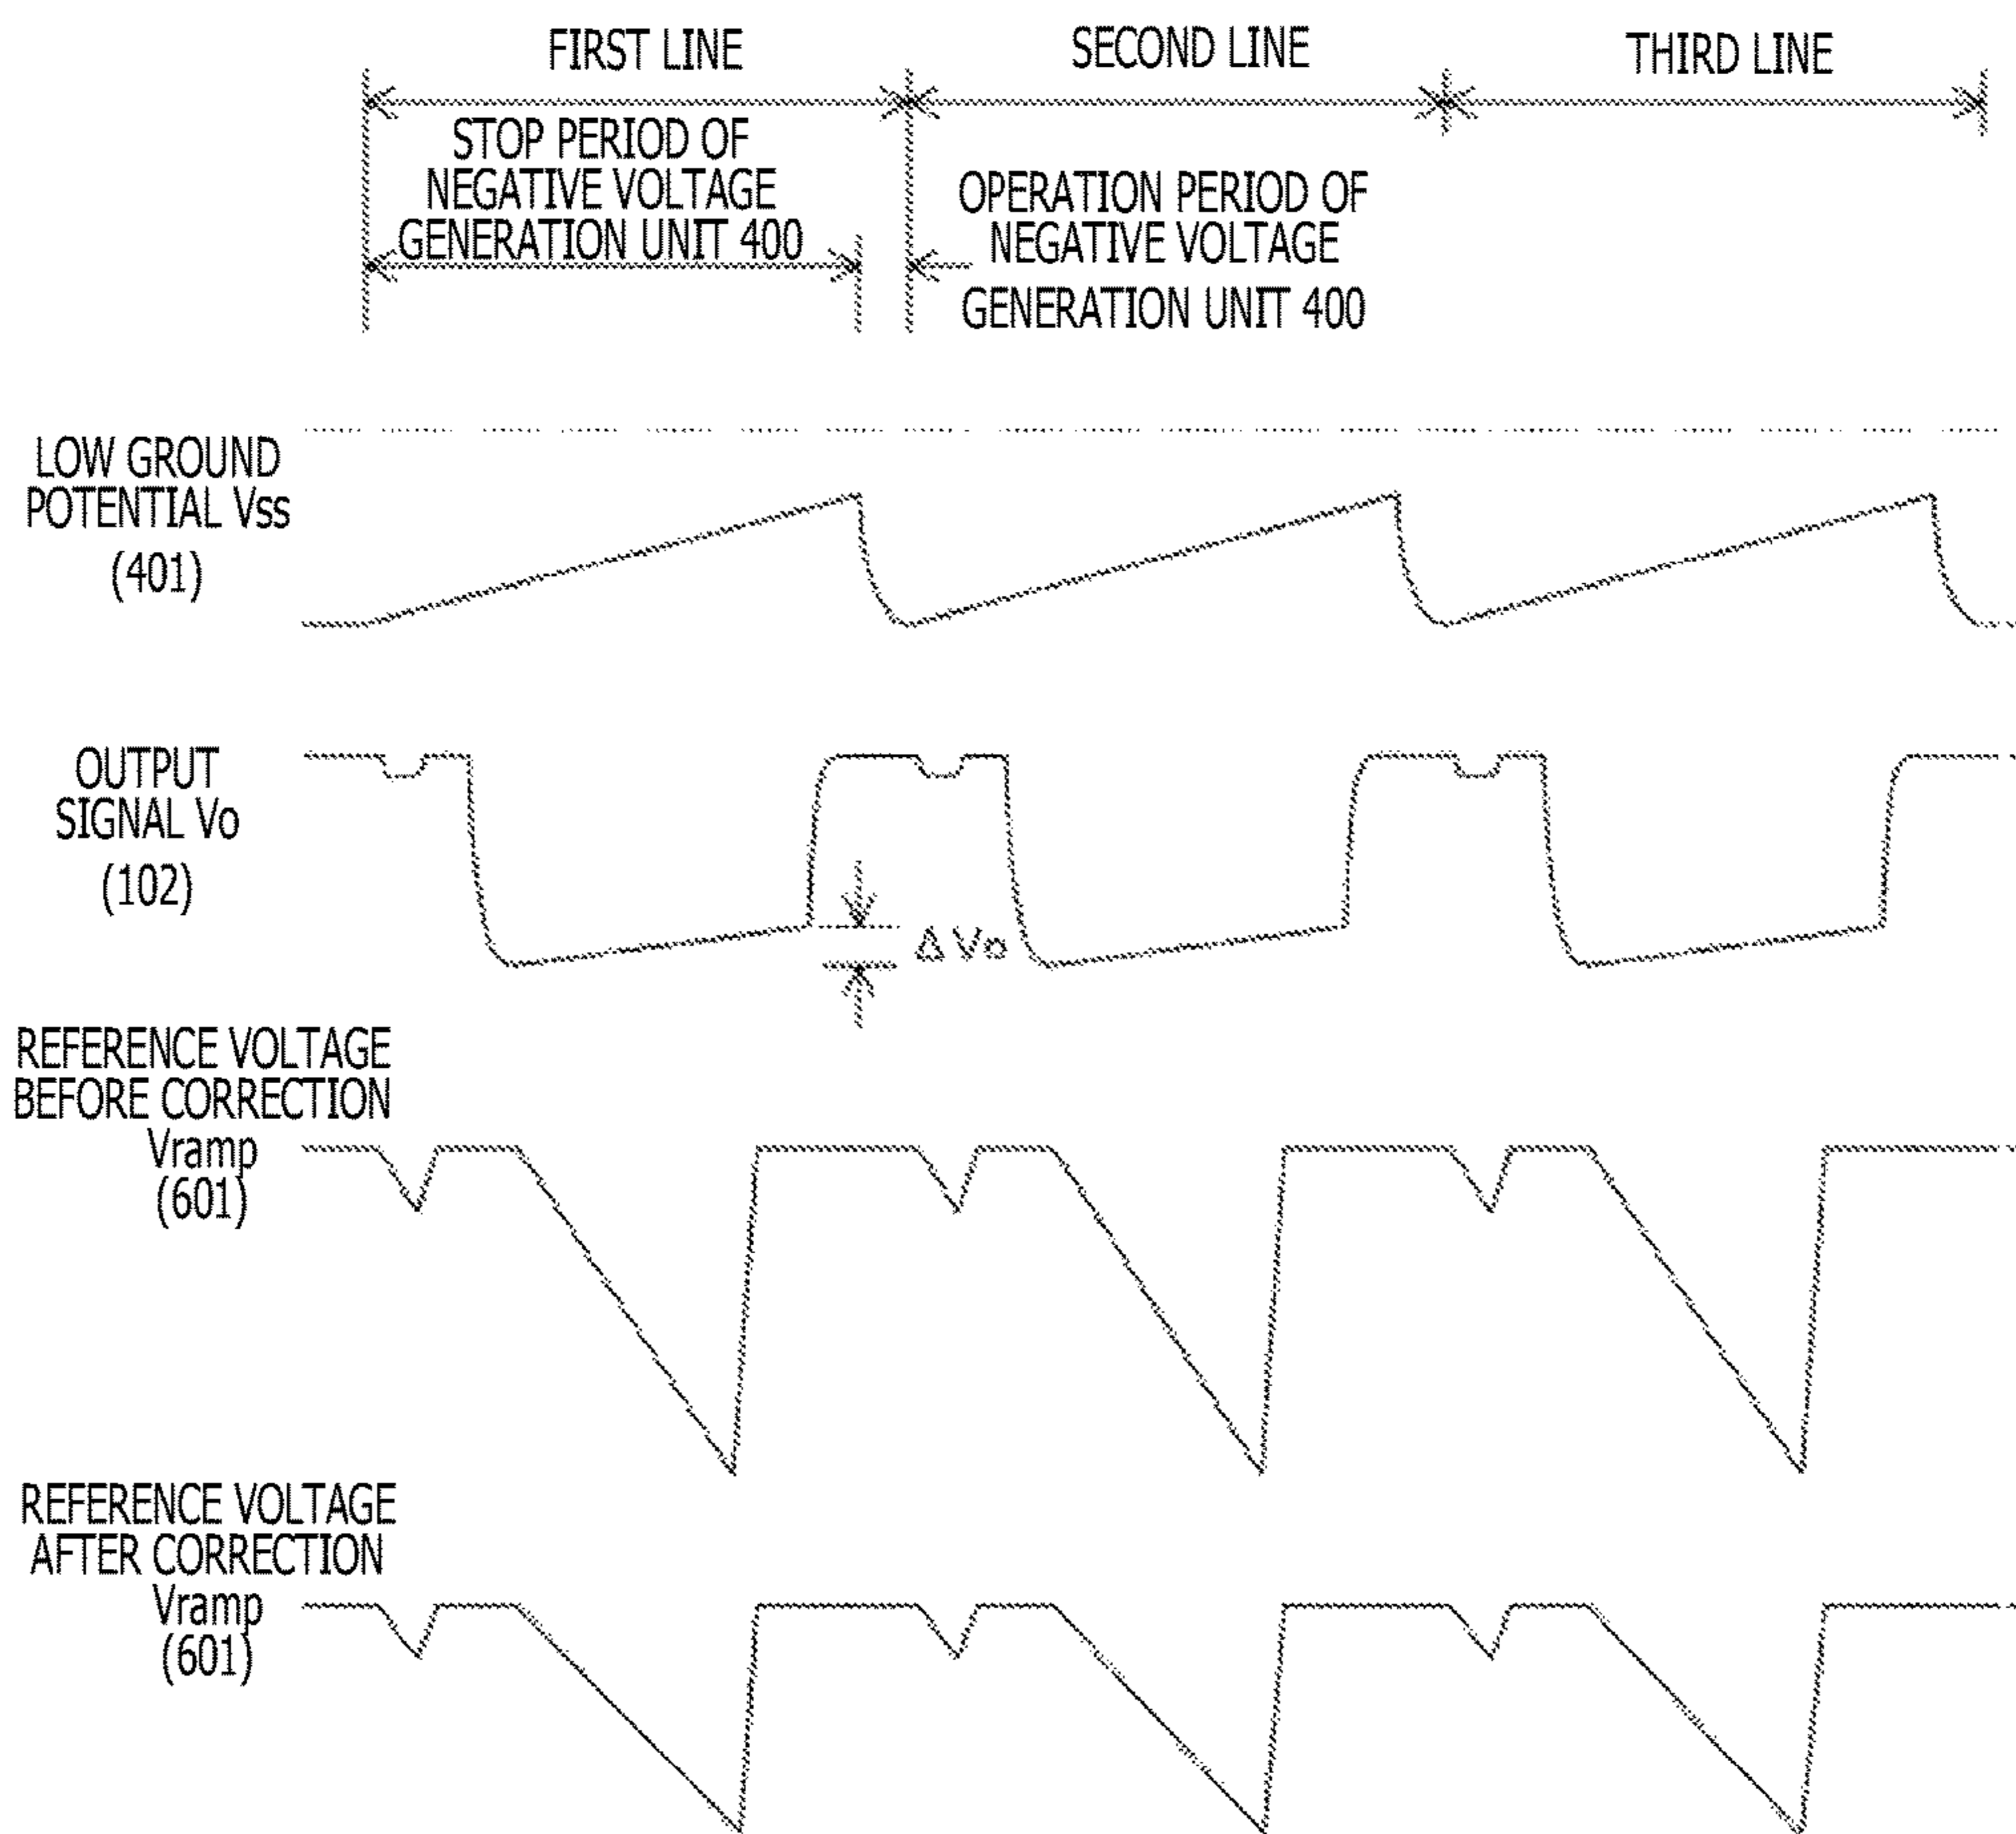 FIRST LINE
SECOND LINE
THIRD LINE
STOP PERIOD OF
NEGATIVE VOLTAGE
GENERATION UNIT 400
OPERATION PERIOD OF
NEGATIVE VOLTAGE
GENERATION UNIT 400
LOW GROUND
POTENTIAL Vss
(401)
OUTPUT
SIGNAL Vo
(102)
Δ Vo
REFERENCE VOLTAGE
BEFORE CORRECTION
Vramp
(601)
REFERENCE VOLTAGE
AFTER CORRECTION
Vramp
(601)